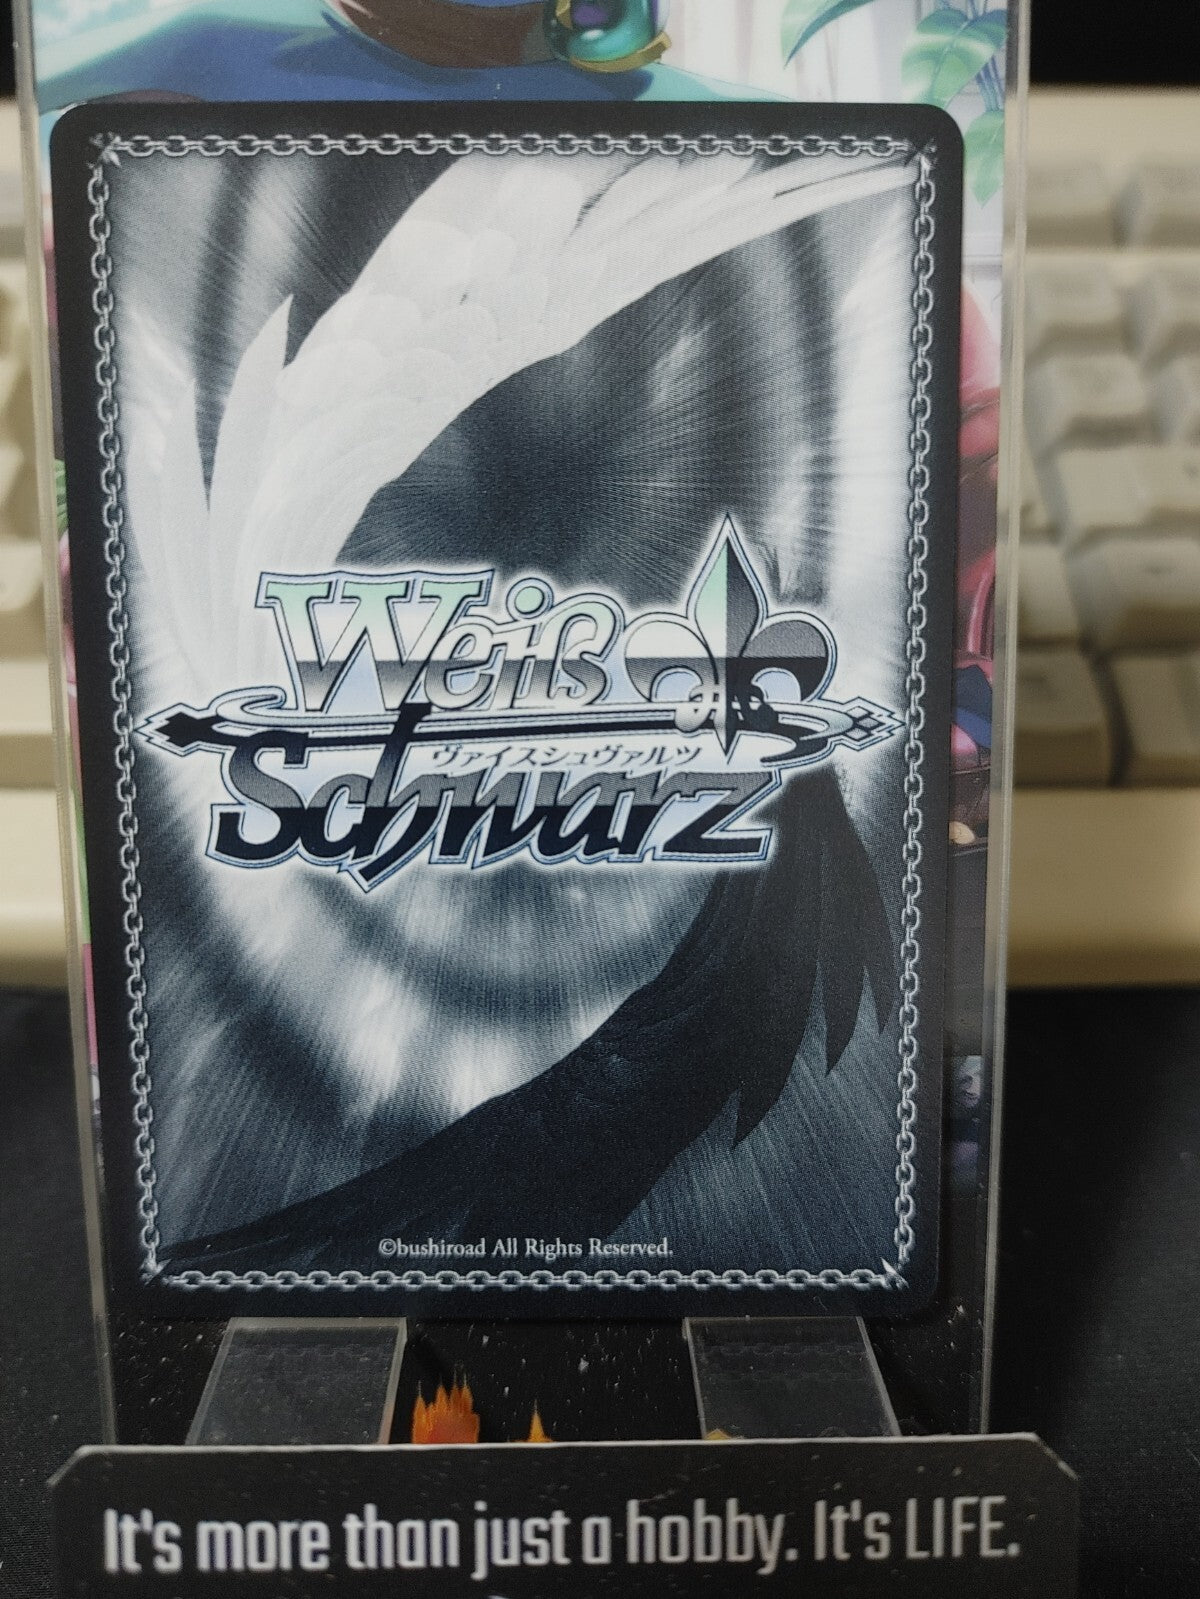 Weiß
ヴァイスシュヴァルツ
Schwarz
©bushiroad All Rights Reserved.
It's more than just a hobby. It's LIFE.